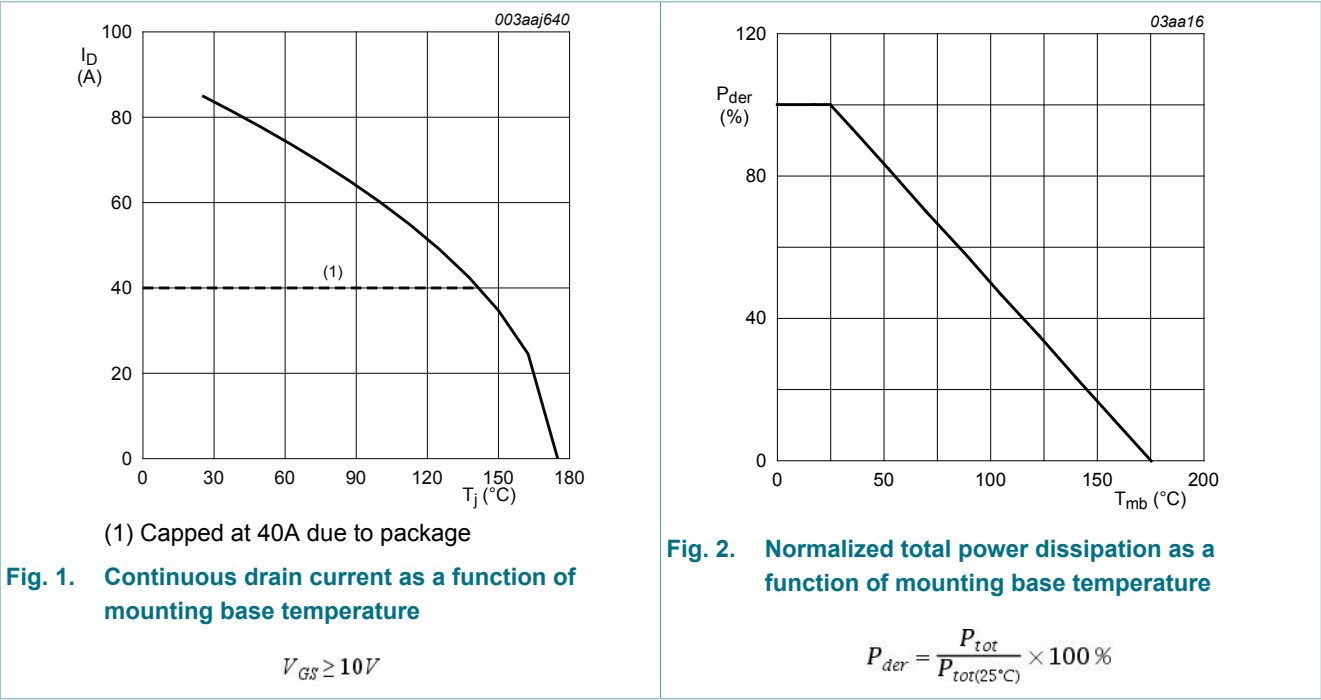 003aaj640
100
I_D
(A)
80
60
(1)
40
20
0
0 30 60 90 120 150 180
T_j (°C)
(1) Capped at 40A due to package
Fig. 1. Continuous drain current as a function of
mounting base temperature
V_GS ≥ 10V
03aa16
120
P_der
(%)
80
40
0
0 50 100 150 200
T_mb (°C)
Fig. 2. Normalized total power dissipation as a
function of mounting base temperature
P_der = P_tot / P_tot(25°C) × 100 %